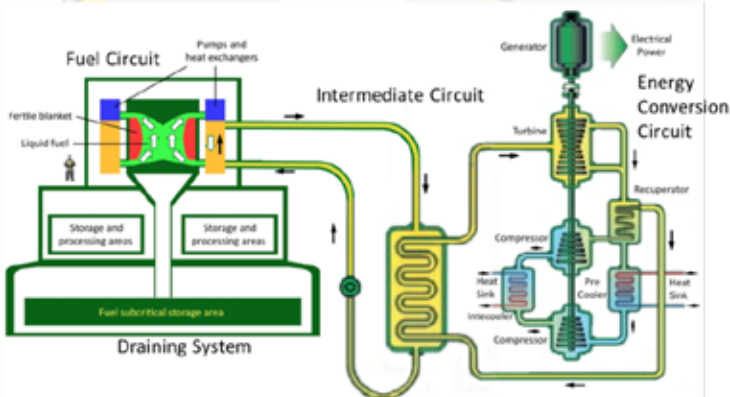 Fuel Circuit
Pumps and
heat exchangers
Fertile blanket
Liquid fuel
Storage and
processing areas
Storage and
processing areas
Fuel subcritical storage area
Draining System
Intermediate Circuit
Generator
Electrical
Power
Energy
Conversion
Circuit
Turbine
Recuperator
Compressor
Heat
Sink
Intecooler
Pre
Cooler
Heat
Sink
Compressor